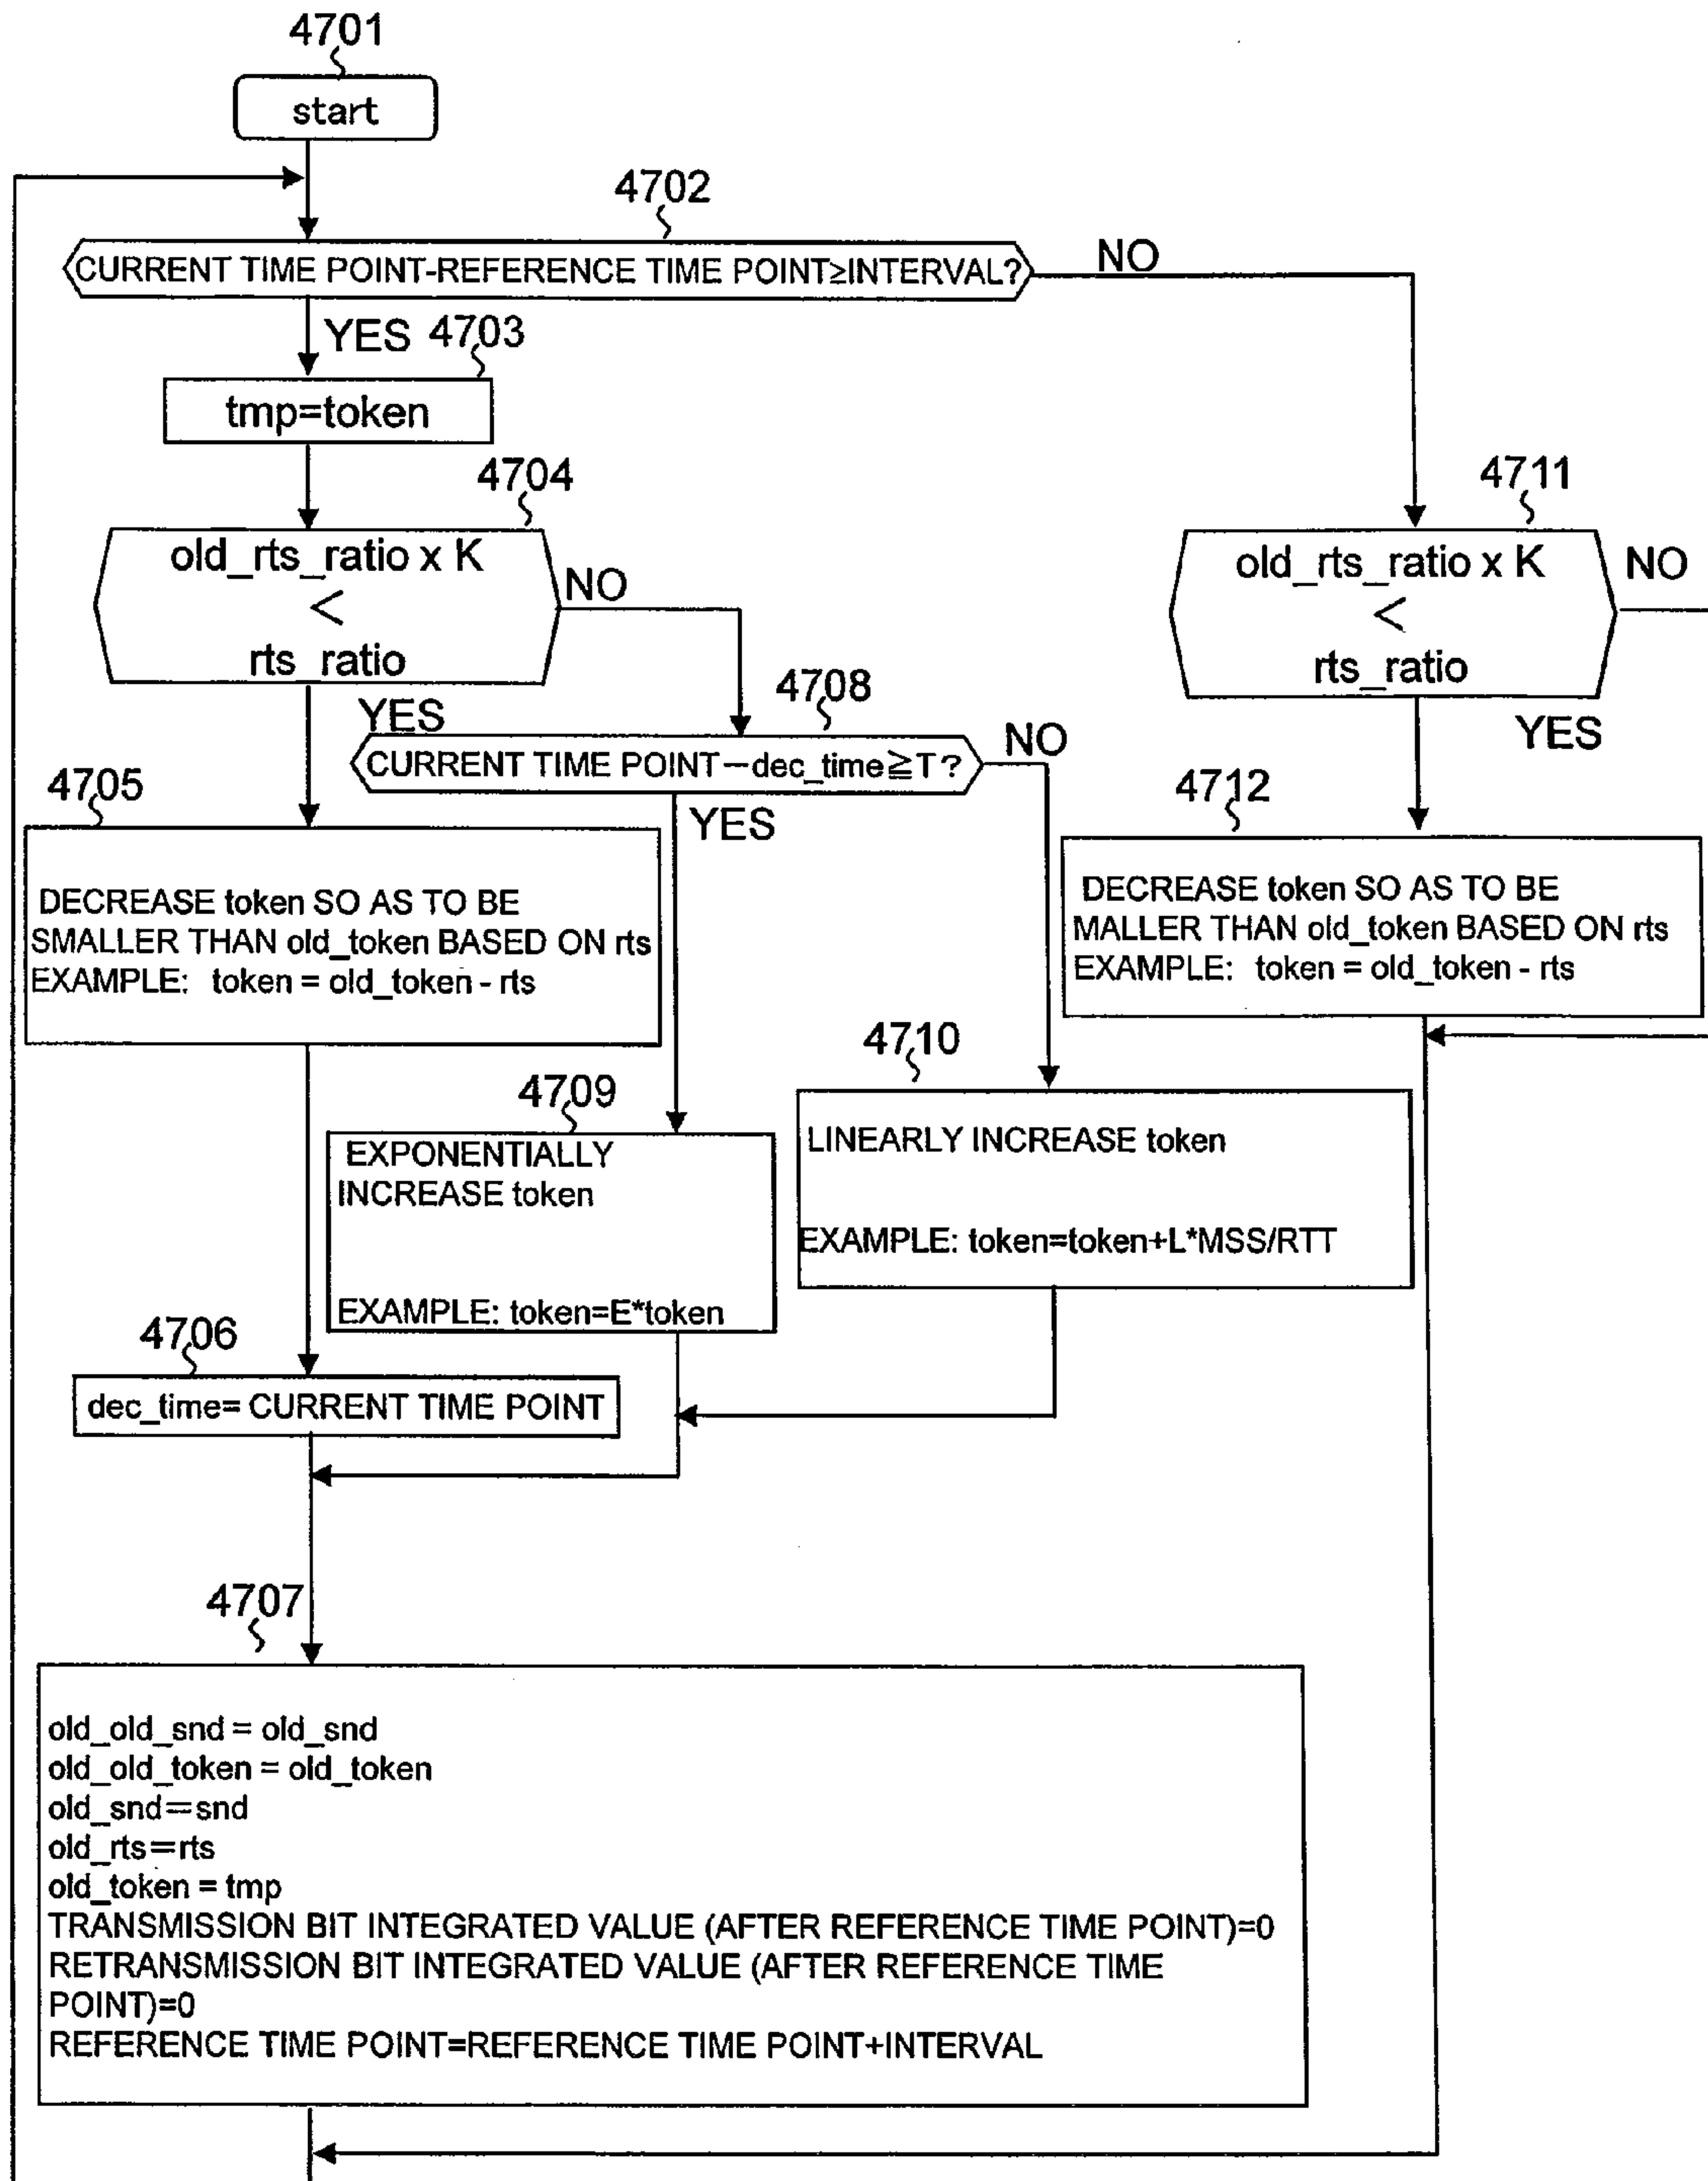 4701
start
4702
CURRENT TIME POINT-REFERENCE TIME POINT≥INTERVAL?
NO
YES
4703
tmp=token
4704
old_rts_ratio x K
<
rts_ratio
NO
4711
old_rts_ratio x K
<
rts_ratio
NO
YES
4708
CURRENT TIME POINT－dec_time≧T?
NO
YES
YES
4705
DECREASE token SO AS TO BE
SMALLER THAN old_token BASED ON rts
EXAMPLE: token = old_token - rts
4712
DECREASE token SO AS TO BE
MALLER THAN old_token BASED ON rts
EXAMPLE: token = old_token - rts
4710
LINEARLY INCREASE token
EXAMPLE: token=token+L*MSS/RTT
4709
EXPONENTIALLY
INCREASE token
EXAMPLE: token=E*token
4706
dec_time= CURRENT TIME POINT
4707
old_old_snd = old_snd
old_old_token = old_token
old_snd＝snd
old_rts＝rts
old_token = tmp
TRANSMISSION BIT INTEGRATED VALUE (AFTER REFERENCE TIME POINT)=0
RETRANSMISSION BIT INTEGRATED VALUE (AFTER REFERENCE TIME
POINT)=0
REFERENCE TIME POINT=REFERENCE TIME POINT+INTERVAL